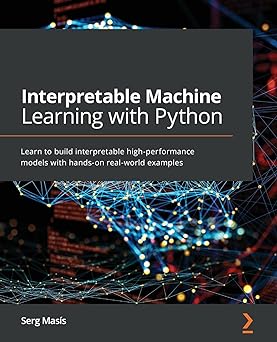 Interpretable Machine
Learning with Python
Learn to build interpretable high-performance
models with hands-on real-world examples
Serg Masís